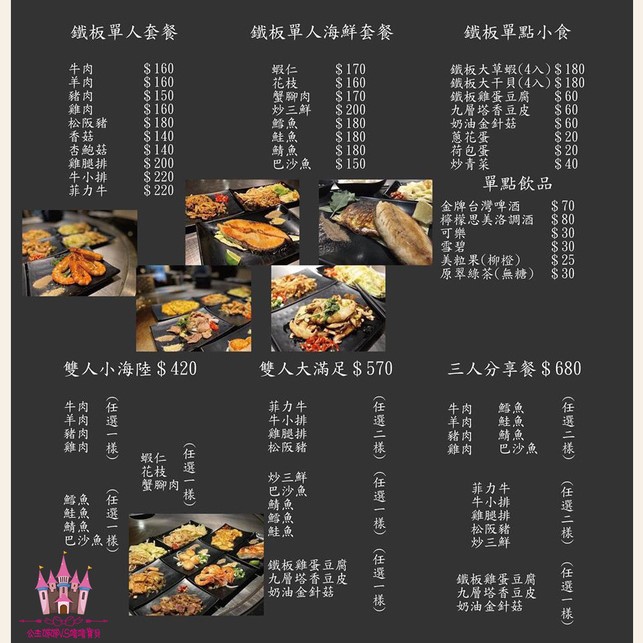 鐵板單人套餐
牛肉 $160
羊肉 $160
豬肉 $150
雞肉 $160
松阪豬 $180
香菇 $140
杏鮑菇 $140
雞腿排 $200
牛小排 $220
菲力牛 $220
鐵板單人海鮮套餐
蝦仁 $170
花枝 $160
蟹腳肉 $170
炒三鮮 $200
鱈魚 $180
鮭魚 $180
鯖魚 $180
巴沙魚 $150
鐵板單點小食
鐵板大草蝦(4入) $180
鐵板大干貝(4入) $180
鐵板雞蛋豆腐 $60
九層塔香豆皮 $60
奶油金針菇 $60
蔥花蛋 $20
荷包蛋 $20
炒青菜 $40
單點飲品
金牌台灣啤酒 $70
檸檬思美洛調酒 $80
可樂 $30
雪碧 $30
美粒果(柳橙) $25
原萃綠茶(無糖) $30
雙人小海陸$420
牛肉
羊肉
豬肉
雞肉
(任選一樣)
蝦仁
花枝
蟹腳肉
(任選一樣)
鱈魚
鮭魚
鯖魚
巴沙魚
(任選一樣)
雙人大滿足$570
菲力牛
牛小排
雞腿排
松阪豬
(任選二樣)
炒三鮮
巴沙魚
鯖魚
鱈魚
鮭魚
(任選一樣)
鐵板雞蛋豆腐
九層塔香豆皮
奶油金針菇
(任選一樣)
三人分享餐$680
牛肉 鱈魚
羊肉 鮭魚
豬肉 鯖魚
雞肉 巴沙魚
(任選二樣)
菲力牛
牛小排
雞腿排
松阪豬
炒三鮮
(任選二樣)
鐵板雞蛋豆腐
九層塔香豆皮
奶油金針菇
(任選一樣)